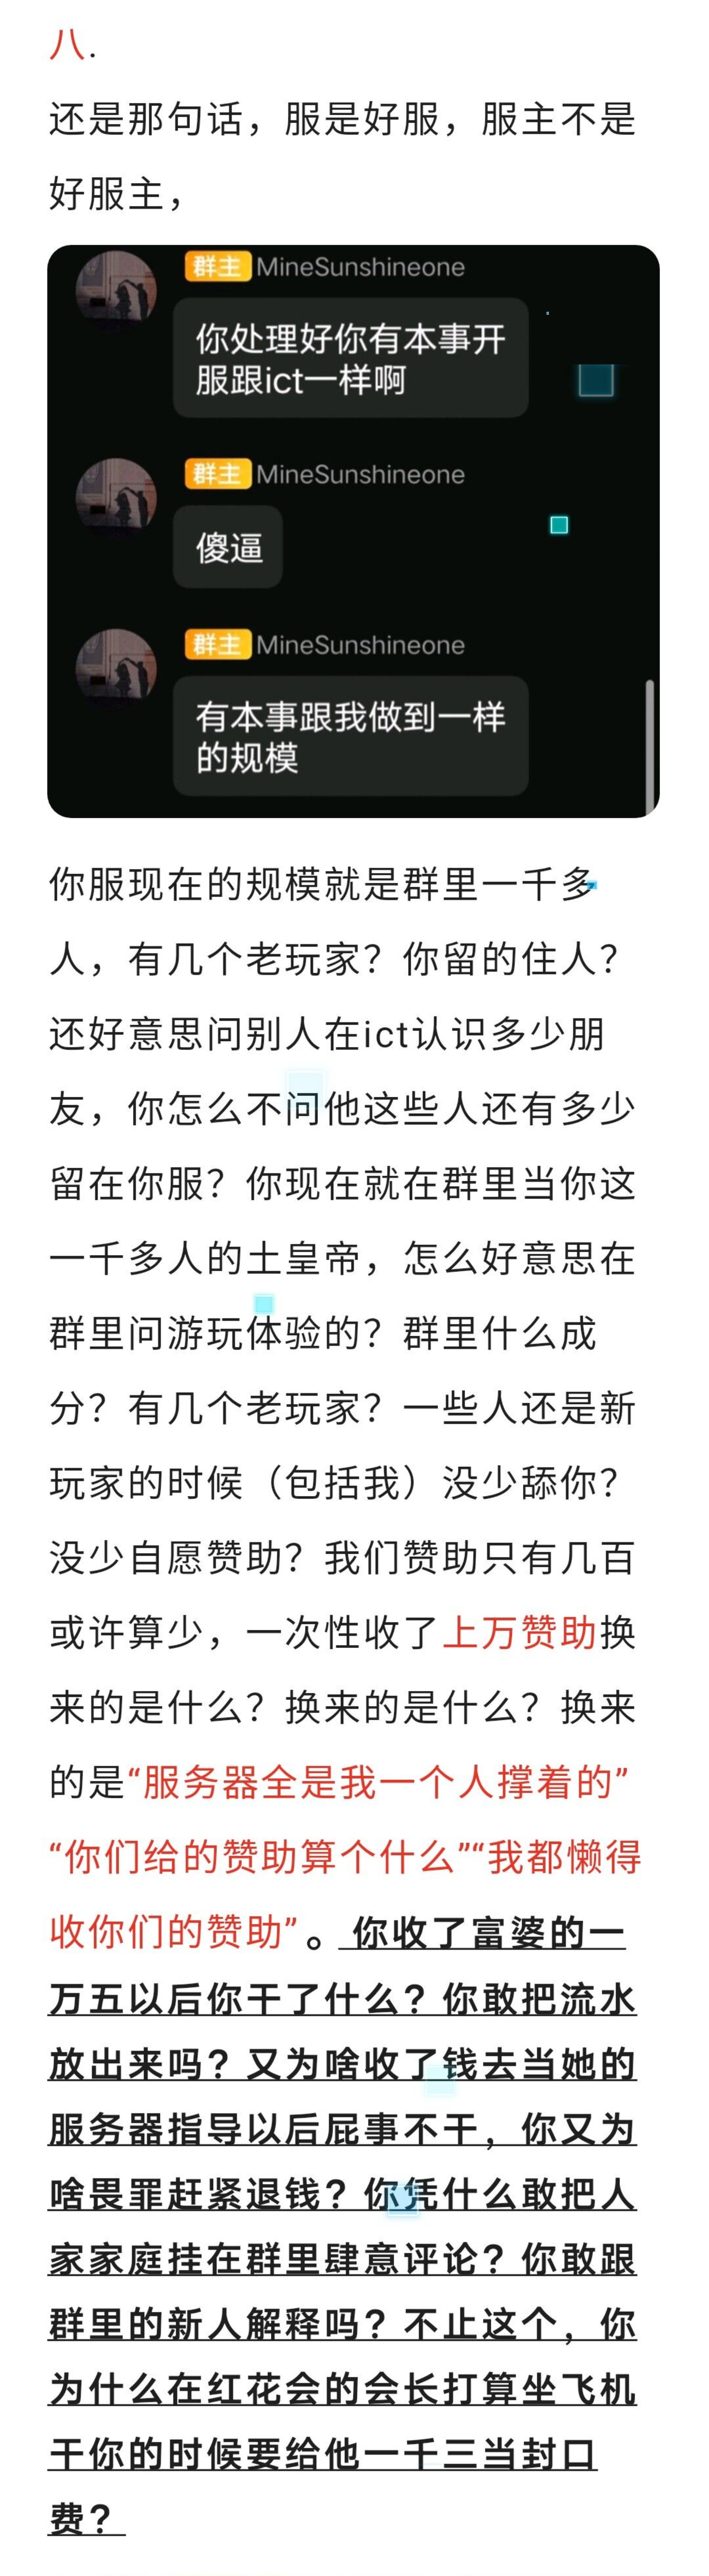 八.
还是那句话，服是好服，服主不是
好服主，
群主 MineSunshineone
你处理好你有本事开
服跟ict一样啊
群主 MineSunshineone
傻逼
群主 MineSunshineone
有本事跟我做到一样
的规模
你服现在的规模就是群里一千多
人，有几个老玩家？你留的住人？
还好意思问别人在ict认识多少朋
友，你怎么不问他这些人还有多少
留在你服？你现在就在群里当你这
一千多人的土皇帝，怎么好意思在
群里问游玩体验的？群里什么成
分？有几个老玩家？一些人还是新
玩家的时候（包括我）没少舔你？
没少自愿赞助？我们赞助只有几百
或许算少，一次性收了上万赞助换
来的是什么？换来的是什么？换来
的是“服务器全是我一个人撑着的”
“你们给的赞助算个什么”“我都懒得
收你们的赞助”。你收了富婆的一
万五以后你干了什么？你敢把流水
放出来吗？又为啥收了钱去当她的
服务器指导以后屁事不干，你又为
啥畏罪赶紧退钱？你凭什么敢把人
家家庭挂在群里肆意评论？你敢跟
群里的新人解释吗？不止这个，你
为什么在红花会的会长打算坐飞机
干你的时候要给他一千三当封口
费？